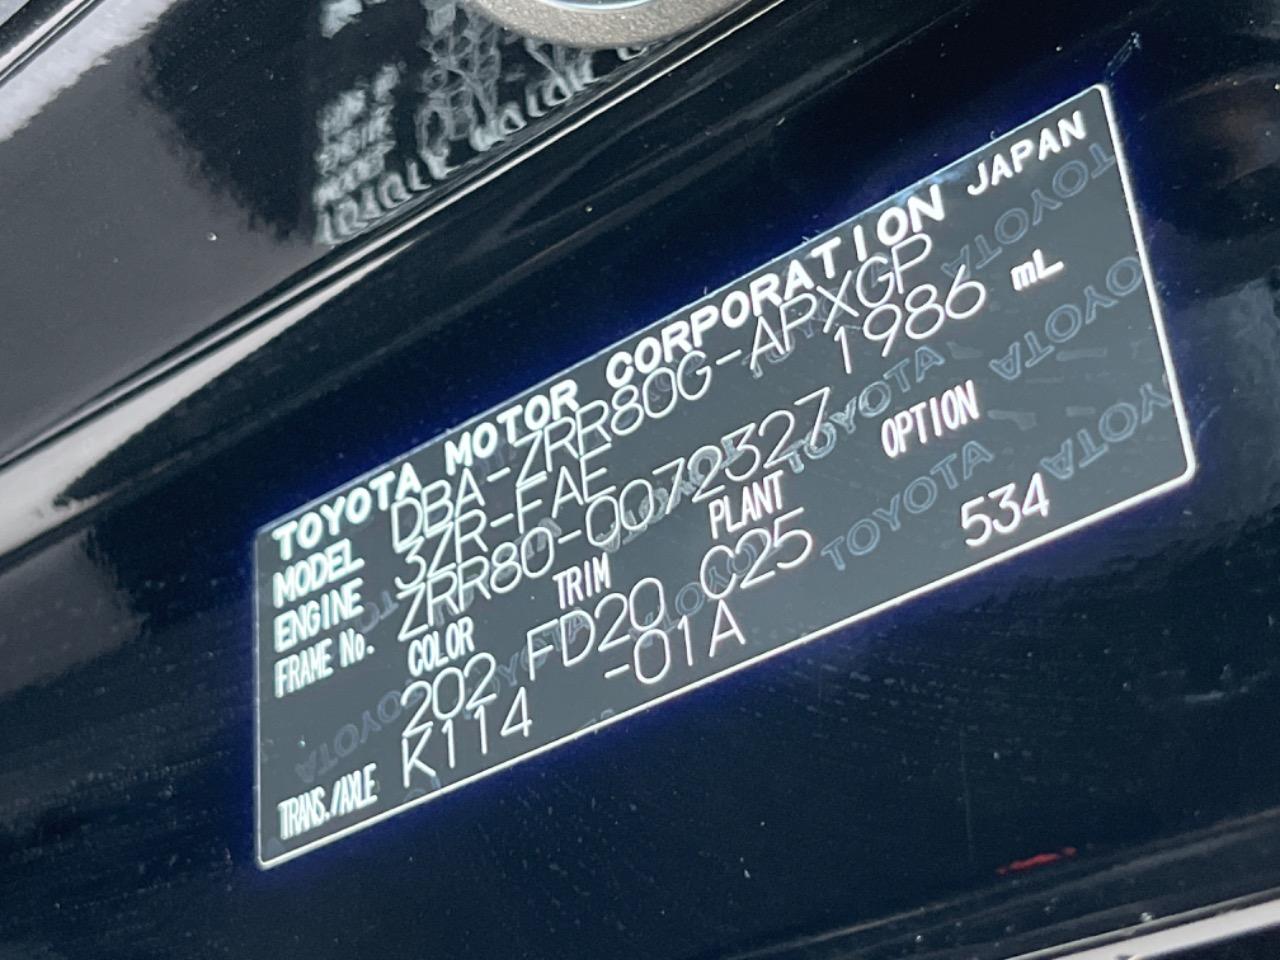 TOYOTA MOTOR CORPORATION JAPAN
MODEL DBA-ZRR80G-APXGP
ENGINE 3ZR-FAE 1986 mL
FRAME No. ZRR80-0072327
COLOR TRIM PLANT OPTION
202 FD20 C25 534
TRANS./AXLE K114 -01A